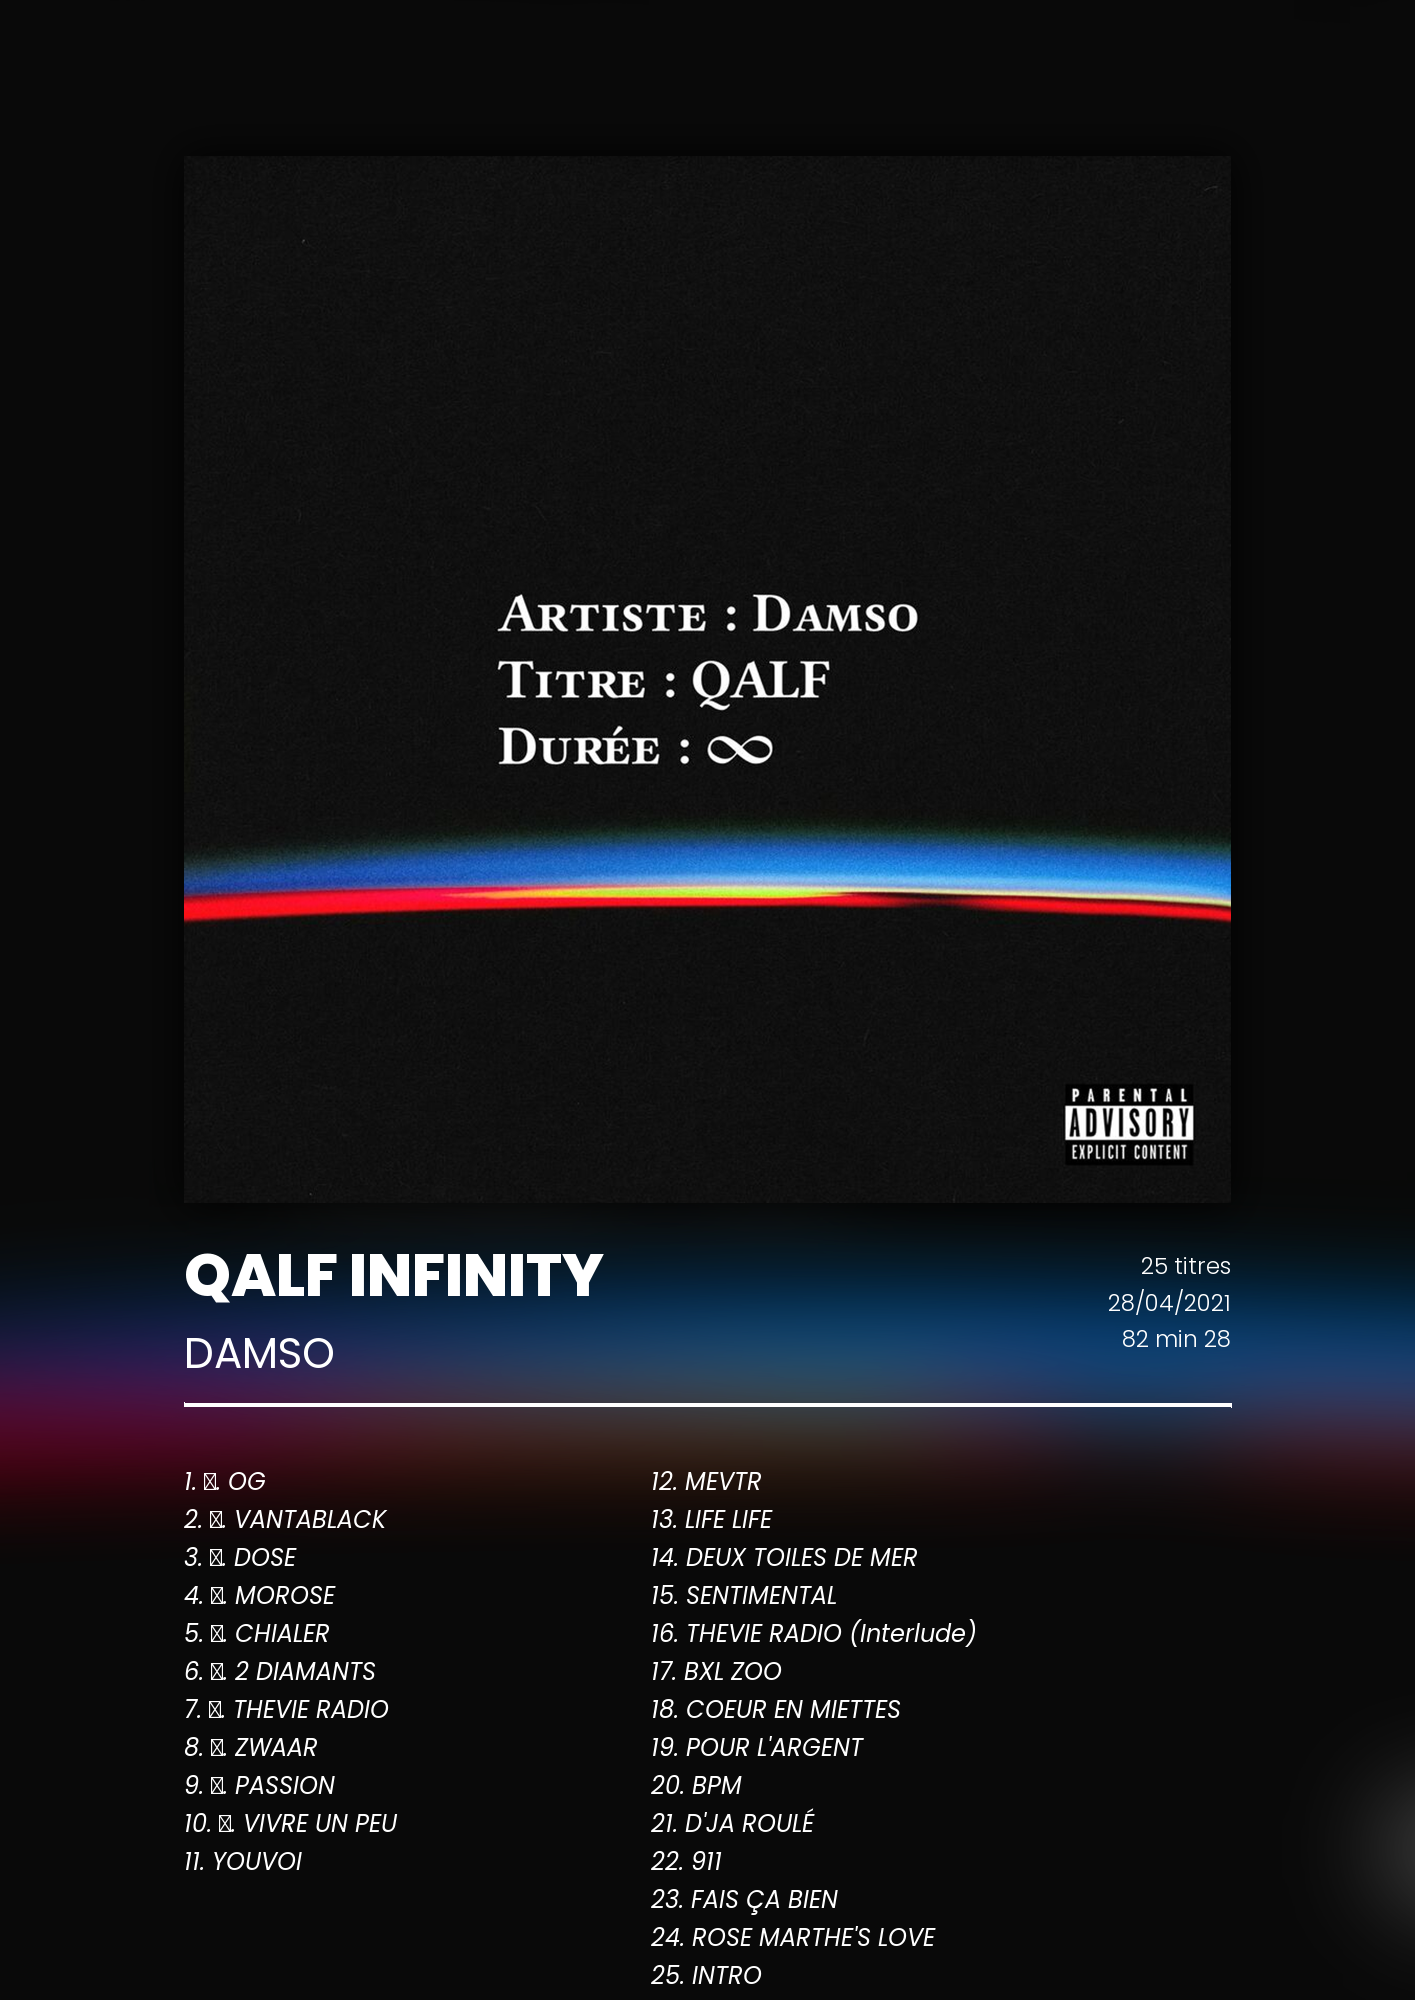 Artiste : Damso
Titre : QALF
Durée : ∞
PARENTAL
ADVISORY
EXPLICIT CONTENT
QALF INFINITY
DAMSO
25 titres
28/04/2021
82 min 28
1. . OG
2. . VANTABLACK
3. . DOSE
4. . MOROSE
5. . CHIALER
6. . 2 DIAMANTS
7. . THEVIE RADIO
8. . ZWAAR
9. . PASSION
10. . VIVRE UN PEU
11. YOUVOI
12. MEVTR
13. LIFE LIFE
14. DEUX TOILES DE MER
15. SENTIMENTAL
16. THEVIE RADIO (Interlude)
17. BXL ZOO
18. COEUR EN MIETTES
19. POUR L'ARGENT
20. BPM
21. D'JA ROULÉ
22. 911
23. FAIS ÇA BIEN
24. ROSE MARTHE'S LOVE
25. INTRO